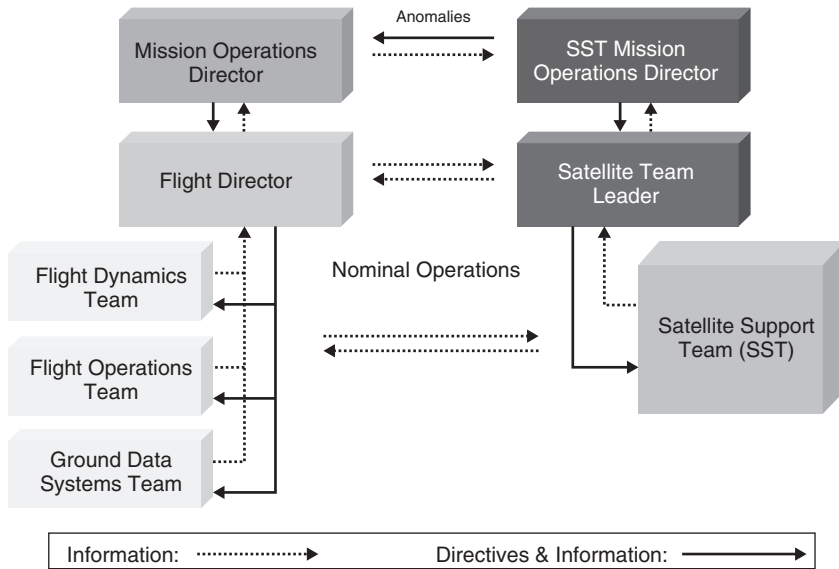 Anomalies
Mission Operations
Director
SST Mission
Operations Director
Flight Director
Satellite Team
Leader
Flight Dynamics
Team
Nominal Operations
Satellite Support
Team (SST)
Flight Operations
Team
Ground Data
Systems Team
Information:
Directives & Information: